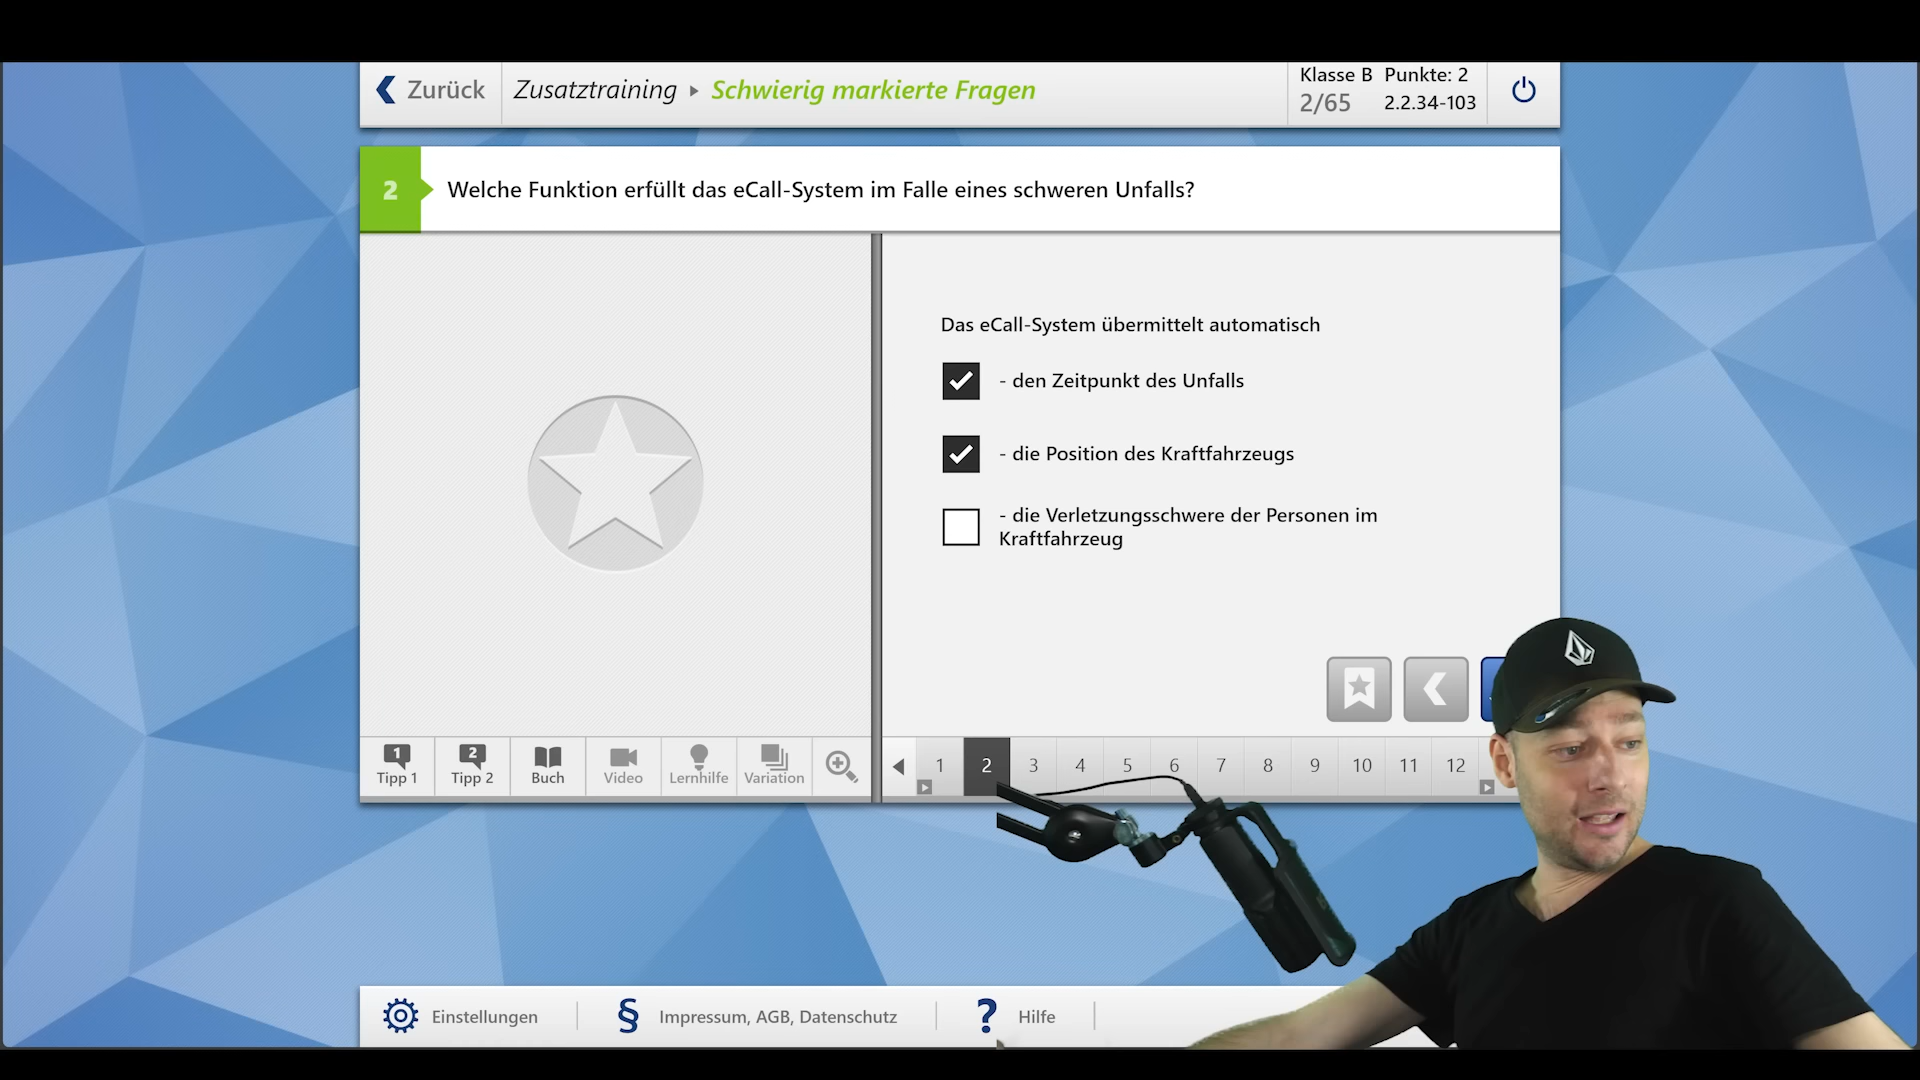 Zurück
Zusatztraining ▸ Schwierig markierte Fragen
Klasse B Punkte: 2
2/65 2.2.34-103
2 Welche Funktion erfüllt das eCall-System im Falle eines schweren Unfalls?
Das eCall-System übermittelt automatisch
- den Zeitpunkt des Unfalls
- die Position des Kraftfahrzeugs
- die Verletzungsschwere der Personen im
Kraftfahrzeug
1 2
Tipp 1 Tipp 2 Buch Video Lernhilfe Variation
1 2 3 4 5 6 7 8 9 10 11 12
Einstellungen
§ Impressum, AGB, Datenschutz
? Hilfe